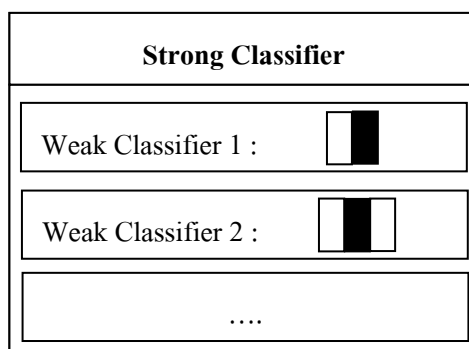 Strong Classifier
Weak Classifier 1 :
Weak Classifier 2 :
….